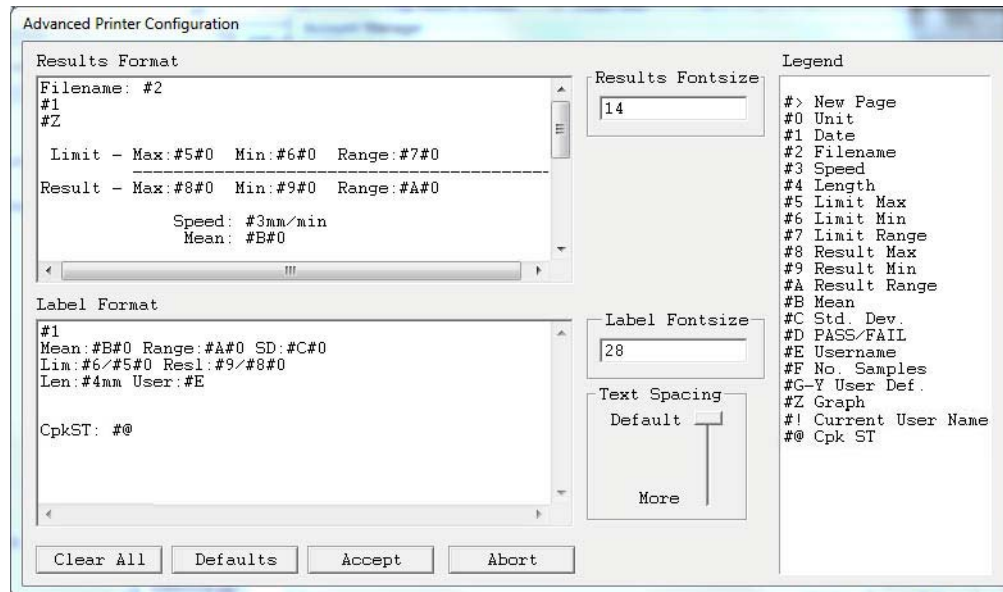 Advanced Printer Configuration
Results Format
Filename: #2
#1
#Z
Limit - Max:#5#0 Min:#6#0 Range:#7#0
--------------------------------------------------
Result - Max:#8#0 Min:#9#0 Range:#A#0
Speed: #3mm/min
Mean: #B#0
Results Fontsize
14
Label Format
#1
Mean:#B#0 Range:#A#0 SD:#C#0
Lim:#6/#5#0 Resl:#9/#8#0
Len:#4mm User:#E
CpkST: #@
Label Fontsize
28
Text Spacing
Default
More
Legend
#> New Page
#0 Unit
#1 Date
#2 Filename
#3 Speed
#4 Length
#5 Limit Max
#6 Limit Min
#7 Limit Range
#8 Result Max
#9 Result Min
#A Result Range
#B Mean
#C Std. Dev.
#D PASS/FAIL
#E Username
#F No. Samples
#G-Y User Def.
#Z Graph
#! Current User Name
#@ Cpk ST
Clear All Defaults Accept Abort